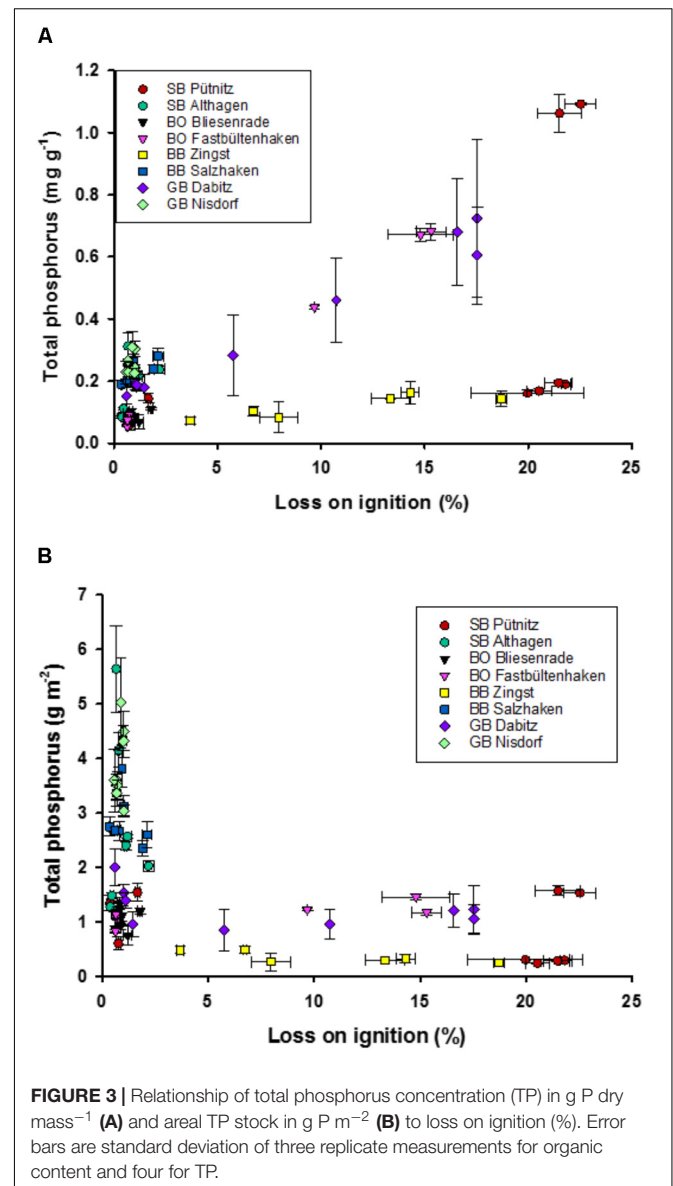 A
Total phosphorus (mg g⁻¹)
1.2
1.0
0.8
0.6
0.4
0.2
0.0
SB Pütnitz
SB Althagen
BO Bliesenrade
BO Fastbültenhaken
BB Zingst
BB Salzhaken
GB Dabitz
GB Nisdorf
0 5 10 15 20 25
Loss on ignition (%)
B
Total phosphorus (g m⁻²)
7
6
5
4
3
2
1
0
SB Pütnitz
SB Althagen
BO Bliesenrade
BO Fastbültenhaken
BB Zingst
BB Salzhaken
GB Dabitz
GB Nisdorf
0 5 10 15 20 25
Loss on ignition (%)
FIGURE 3 | Relationship of total phosphorus concentration (TP) in g P dry
mass⁻¹ (A) and areal TP stock in g P m⁻² (B) to loss on ignition (%). Error
bars are standard deviation of three replicate measurements for organic
content and four for TP.